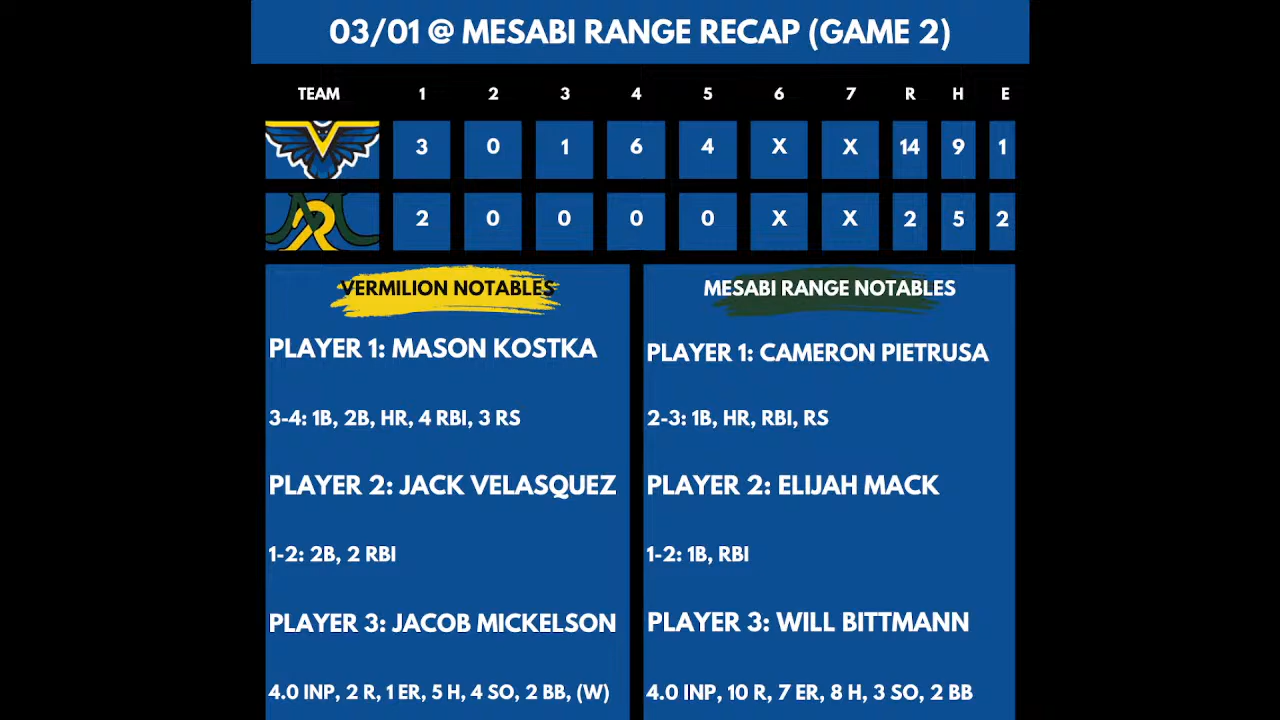 03/01 @ MESABI RANGE RECAP (GAME 2)
TEAM 1 2 3 4 5 6 7 R H E
V 3 0 1 6 4 X X 14 9 1
MR 2 0 0 0 0 X X 2 5 2
VERMILION NOTABLES
PLAYER 1: MASON KOSTKA
3-4: 1B, 2B, HR, 4 RBI, 3 RS
PLAYER 2: JACK VELASQUEZ
1-2: 2B, 2 RBI
PLAYER 3: JACOB MICKELSON
4.0 INP, 2 R, 1 ER, 5 H, 4 SO, 2 BB, (W)
MESABI RANGE NOTABLES
PLAYER 1: CAMERON PIETRUSA
2-3: 1B, HR, RBI, RS
PLAYER 2: ELIJAH MACK
1-2: 1B, RBI
PLAYER 3: WILL BITTMANN
4.0 INP, 10 R, 7 ER, 8 H, 3 SO, 2 BB